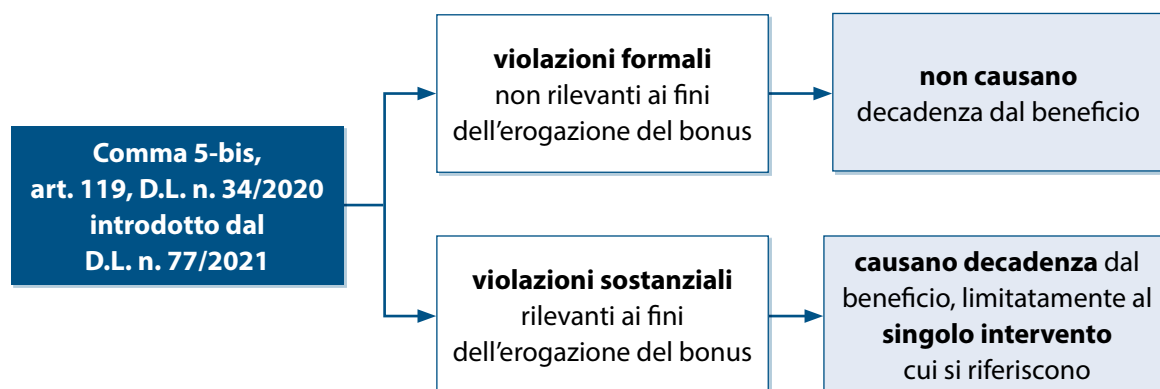 Comma 5-bis,
art. 119, D.L. n. 34/2020
introdotto dal
D.L. n. 77/2021
violazioni formali
non rilevanti ai fini
dell'erogazione del bonus
non causano
decadenza dal beneficio
violazioni sostanziali
rilevanti ai fini
dell'erogazione del bonus
causano decadenza dal
beneficio, limitatamente al
singolo intervento
cui si riferiscono